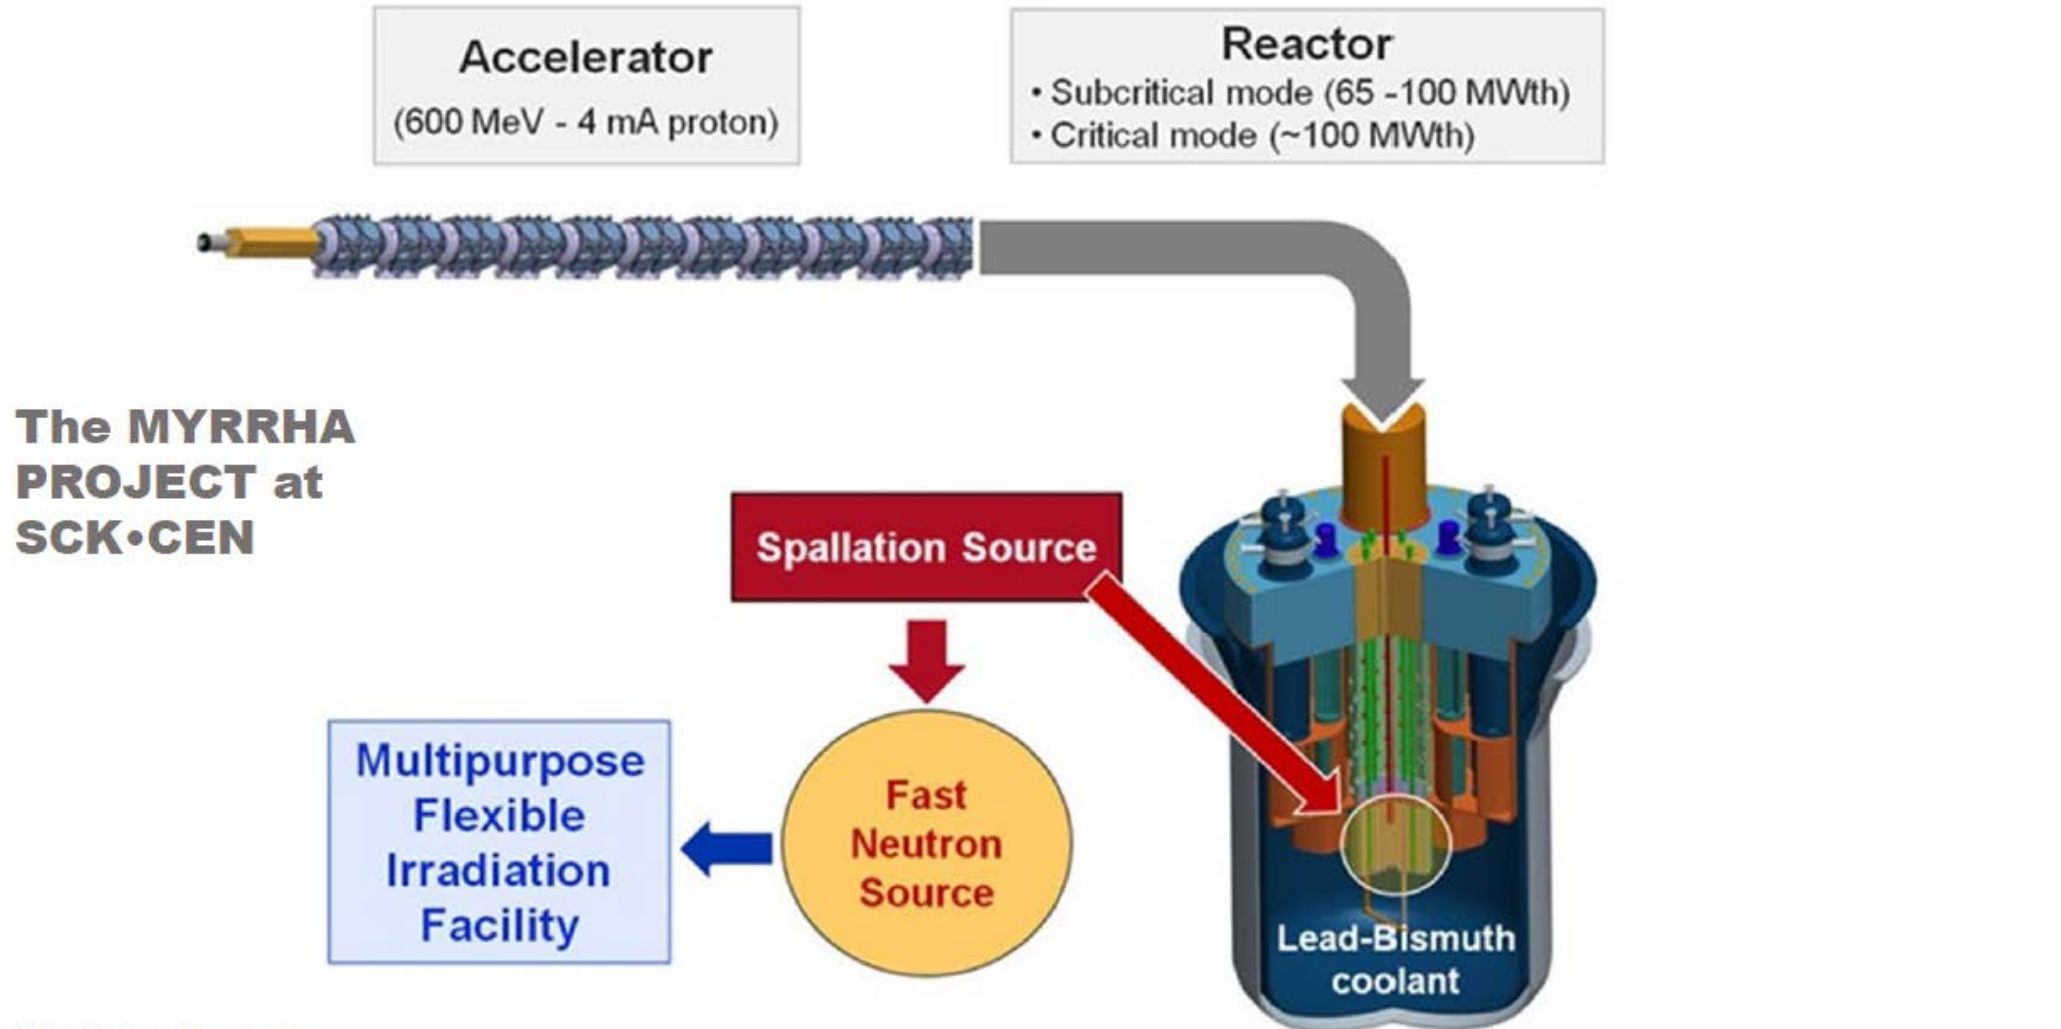 Accelerator
(600 MeV - 4 mA proton)
Reactor
• Subcritical mode (65 -100 MWth)
• Critical mode (~100 MWth)
The MYRRHA
PROJECT at
SCK•CEN
Spallation Source
Multipurpose
Flexible
Irradiation
Facility
Fast
Neutron
Source
Lead-Bismuth
coolant